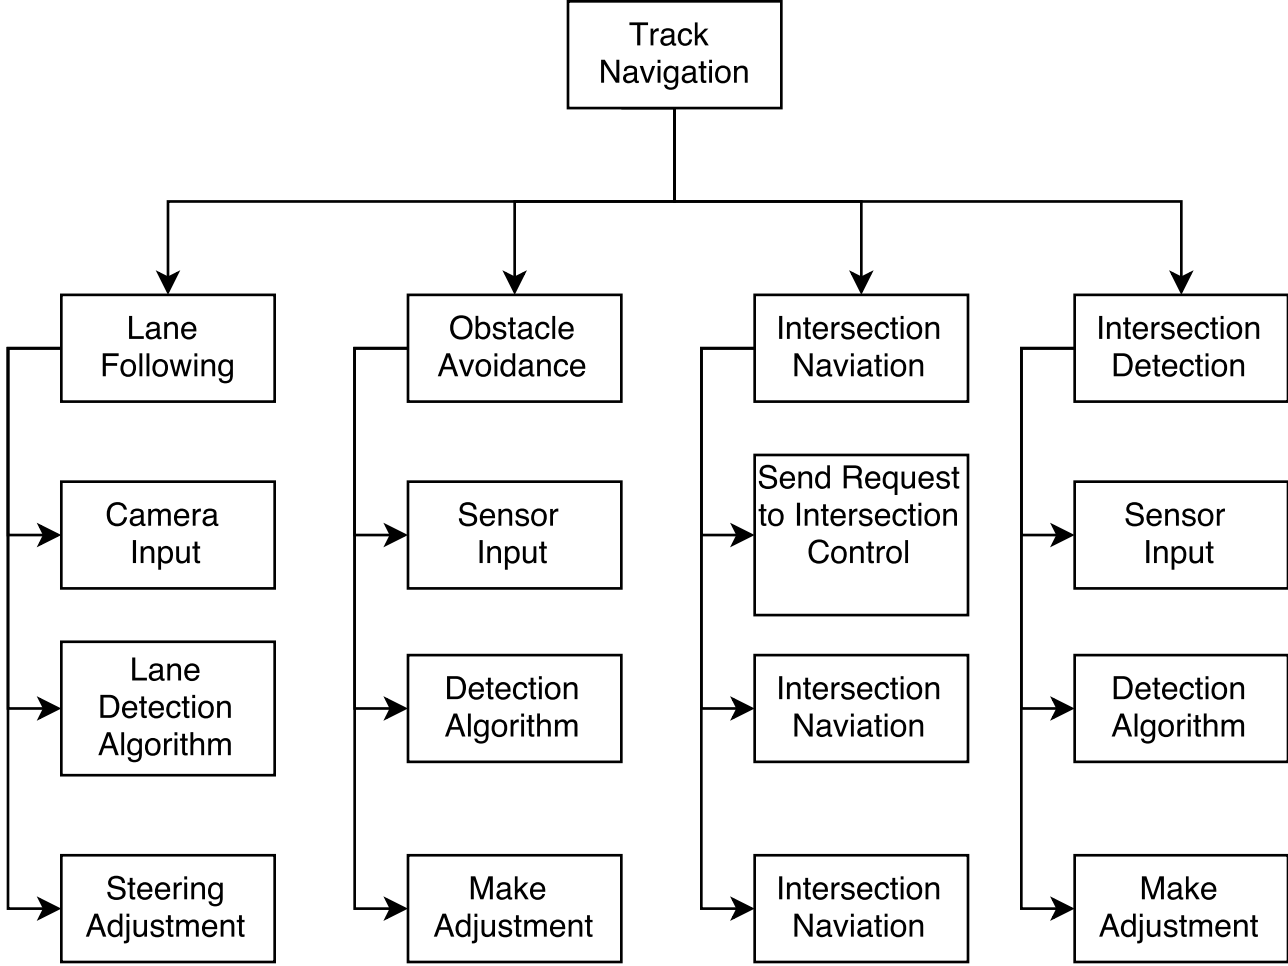 Track
Navigation
Lane
Following
Obstacle
Avoidance
Intersection
Naviation
Intersection
Detection
Camera
Input
Sensor
Input
Send Request
to Intersection
Control
Sensor
Input
Lane
Detection
Algorithm
Detection
Algorithm
Intersection
Naviation
Detection
Algorithm
Steering
Adjustment
Make
Adjustment
Intersection
Naviation
Make
Adjustment